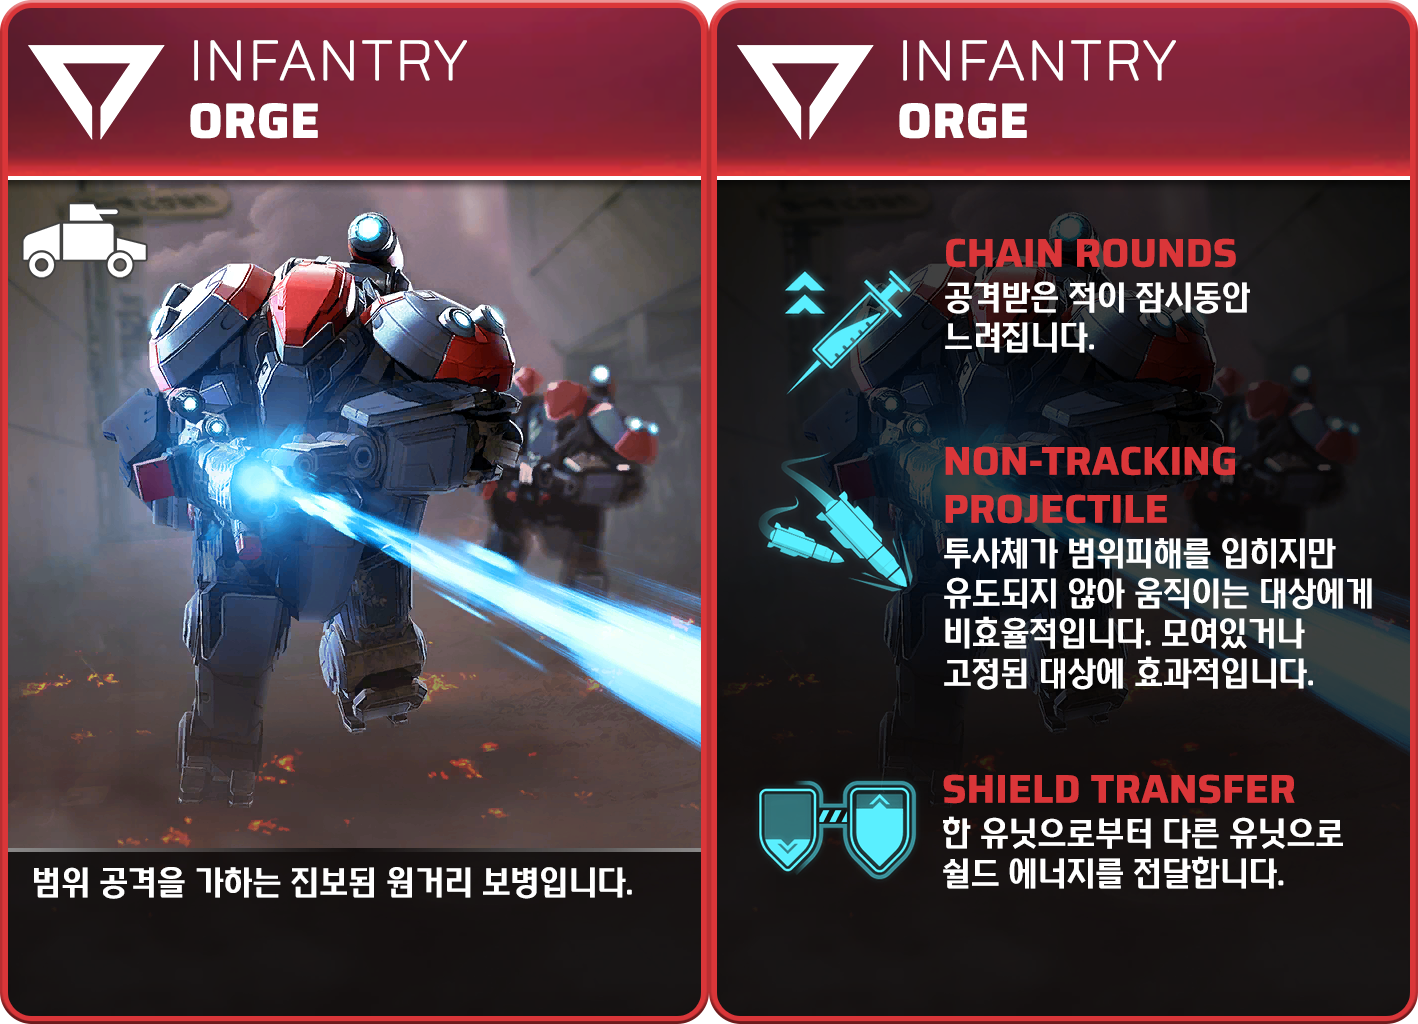 INFANTRY
ORGE
범위 공격을 가하는 진보된 원거리 보병입니다.
INFANTRY
ORGE
CHAIN ROUNDS
공격받은 적이 잠시동안
느려집니다.
NON-TRACKING
PROJECTILE
투사체가 범위피해를 입히지만
유도되지 않아 움직이는 대상에게
비효율적입니다. 모여있거나
고정된 대상에 효과적입니다.
SHIELD TRANSFER
한 유닛으로부터 다른 유닛으로
쉴드 에너지를 전달합니다.